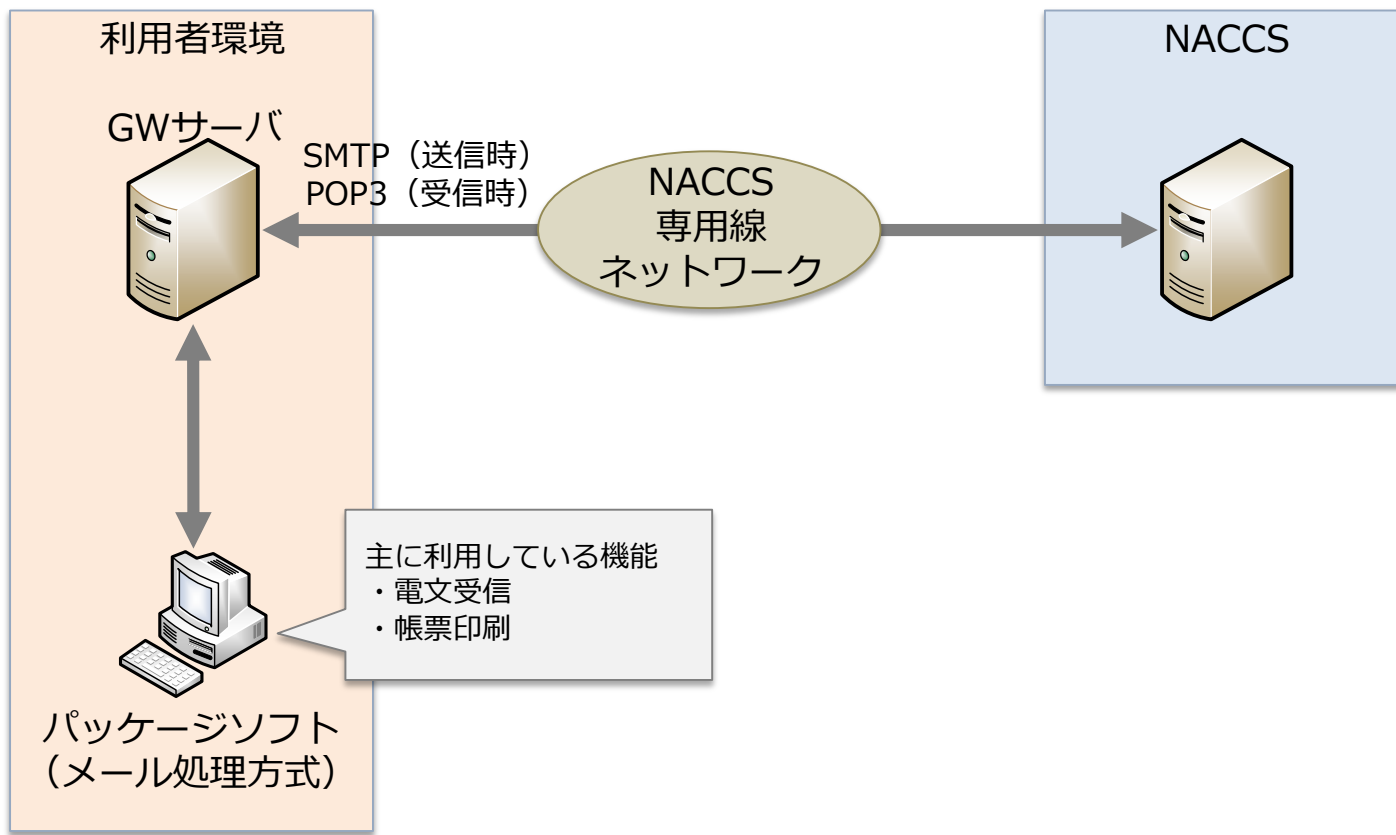 利用者環境
NACCS
GWサーバ
SMTP（送信時）
POP3（受信時）
NACCS
専用線
ネットワーク
主に利用している機能
・電文受信
・帳票印刷
パッケージソフト
（メール処理方式）